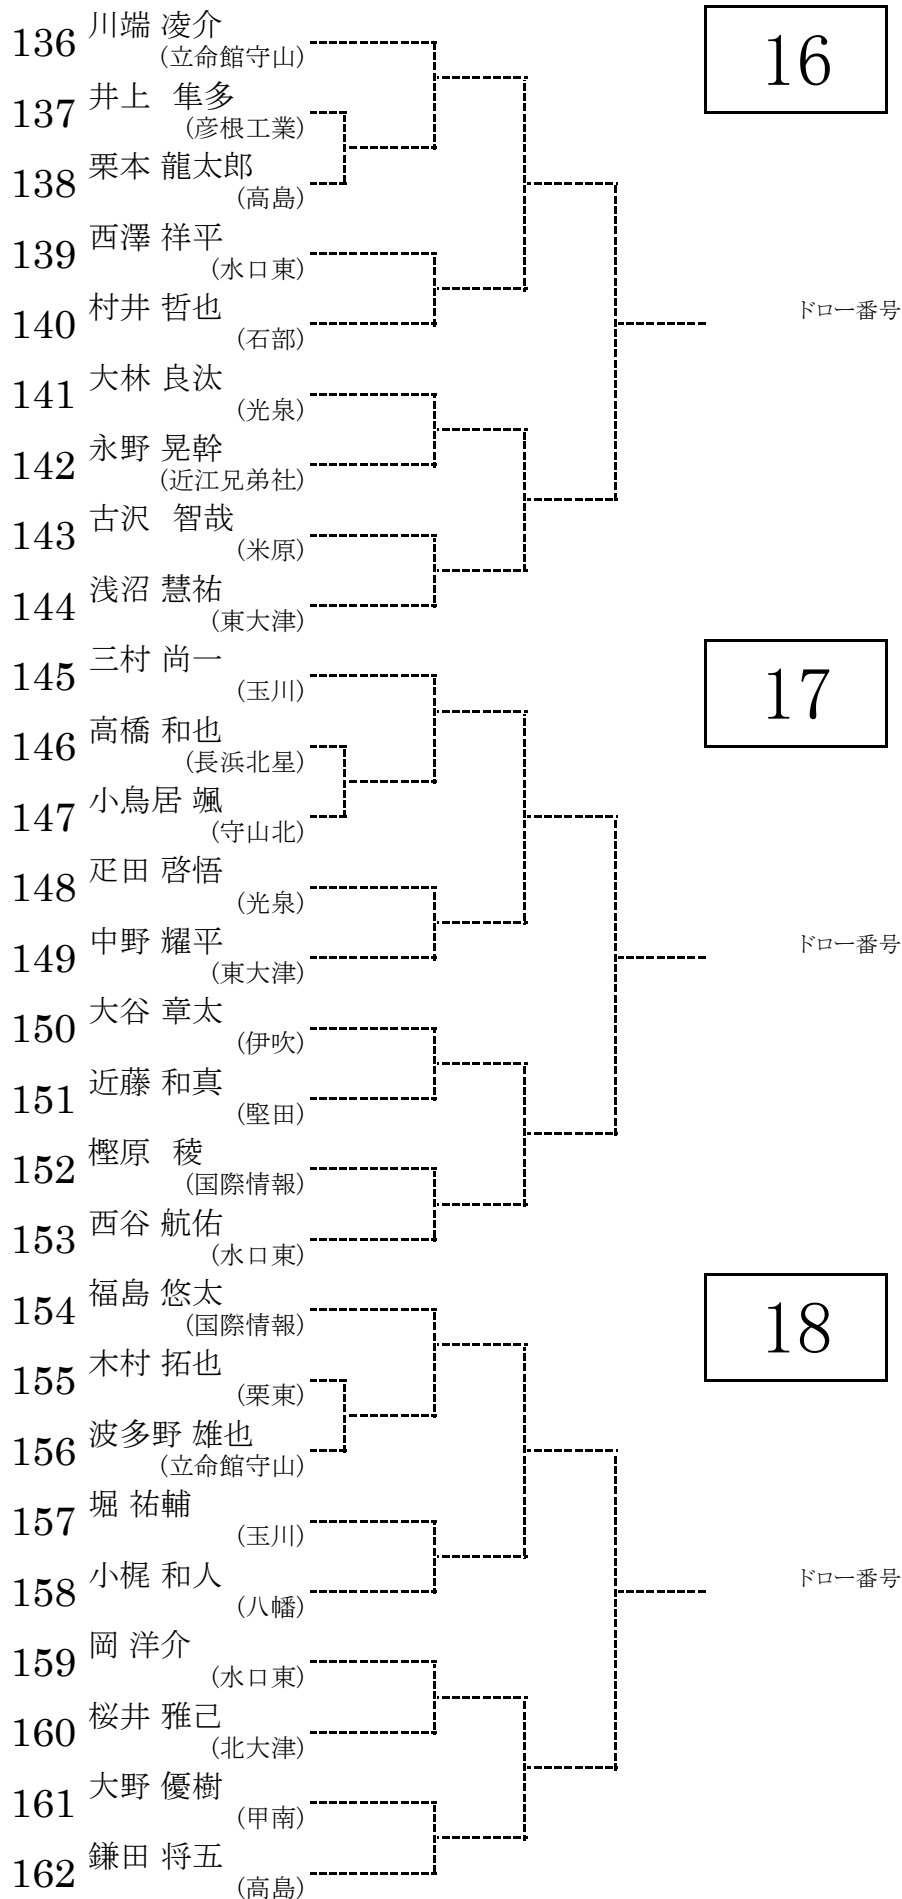 136 川端 凌介
(立命館守山)
16
137 井上 隼多
(彦根工業)
138 栗本 龍太郎
(高島)
139 西澤 祥平
(水口東)
140 村井 哲也
(石部)
ドロー番号
141 大林 良汰
(光泉)
142 永野 晃幹
(近江兄弟社)
143 古沢 智哉
(米原)
144 浅沼 慧祐
(東大津)
145 三村 尚一
(玉川)
17
146 高橋 和也
(長浜北星)
147 小鳥居 颯
(守山北)
148 疋田 啓悟
(光泉)
149 中野 耀平
(東大津)
ドロー番号
150 大谷 章太
(伊吹)
151 近藤 和真
(堅田)
152 樫原 稜
(国際情報)
153 西谷 航佑
(水口東)
154 福島 悠太
(国際情報)
18
155 木村 拓也
(栗東)
156 波多野 雄也
(立命館守山)
157 堀 祐輔
(玉川)
158 小梶 和人
(八幡)
ドロー番号
159 岡 洋介
(水口東)
160 桜井 雅己
(北大津)
161 大野 優樹
(甲南)
162 鎌田 将五
(高島)